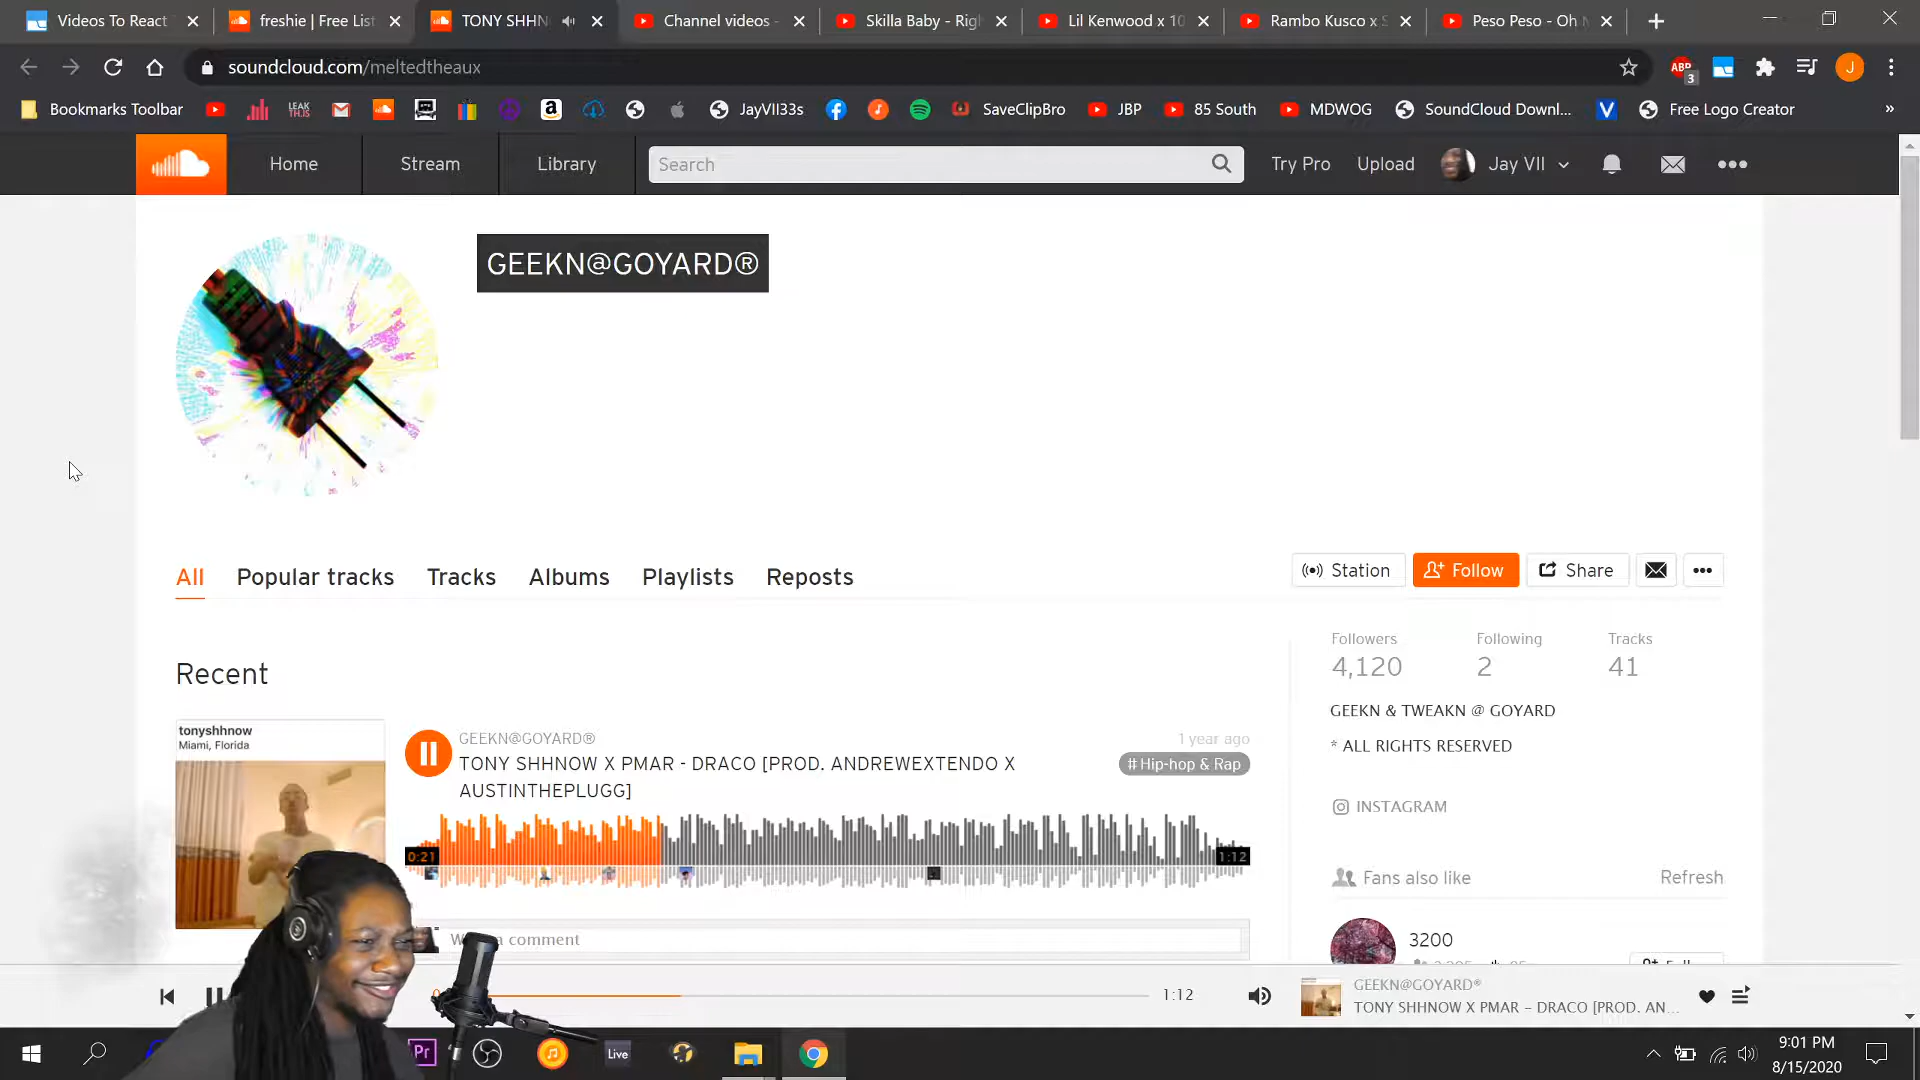 Videos To React
freshie | Free List
TONY SHHN
Channel videos -
Skilla Baby - Rig
Lil Kenwood x 10
Rambo Kusco x S
Peso Peso - Oh M
soundcloud.com/meltedtheaux
ABP
3
J
Bookmarks Toolbar
LEAK
TH.IS
JayVII33s
SaveClipBro
JBP
85 South
MDWOG
SoundCloud Downl...
Free Logo Creator
»
Home
Stream
Library
Search
Try Pro
Upload
Jay VII
GEEKN@GOYARD®
All
Popular tracks
Tracks
Albums
Playlists
Reposts
Station
Follow
Share
Followers
Following
Tracks
4,120
2
41
GEEKN & TWEAKN @ GOYARD
* ALL RIGHTS RESERVED
INSTAGRAM
Recent
tonyshhnow
Miami, Florida
GEEKN@GOYARD®
1 year ago
TONY SHHNOW X PMAR - DRACO [PROD. ANDREWEXTENDO X
AUSTINTHEPLUGG]
# Hip-hop & Rap
0:21
1:12
a comment
Fans also like
Refresh
3200
1:12
GEEKN@GOYARD®
TONY SHHNOW X PMAR – DRACO [PROD. AN...
Pr
Live
9:01 PM
8/15/2020